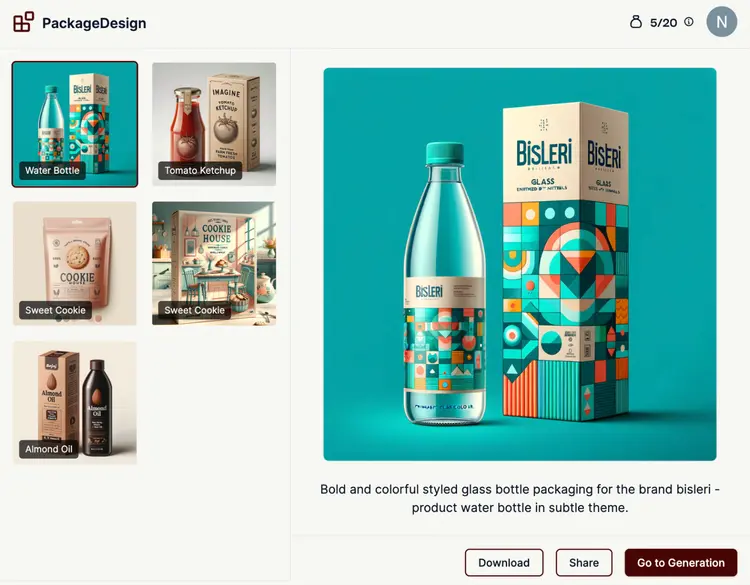 PackageDesign
5/20
N
BiSLERi
Water Bottle
IMAGINE
TOMATO
KETCHUP
Tomato Ketchup
COOKIE
Sweet Cookie
COOKIE
HOUSE
Sweet Cookie
Almond
Oil
Almond
Oil
Almond Oil
BiSLERi
GLASS
BiSERi
BiSLERi
Bold and colorful styled glass bottle packaging for the brand bisleri -
product water bottle in subtle theme.
Download
Share
Go to Generation